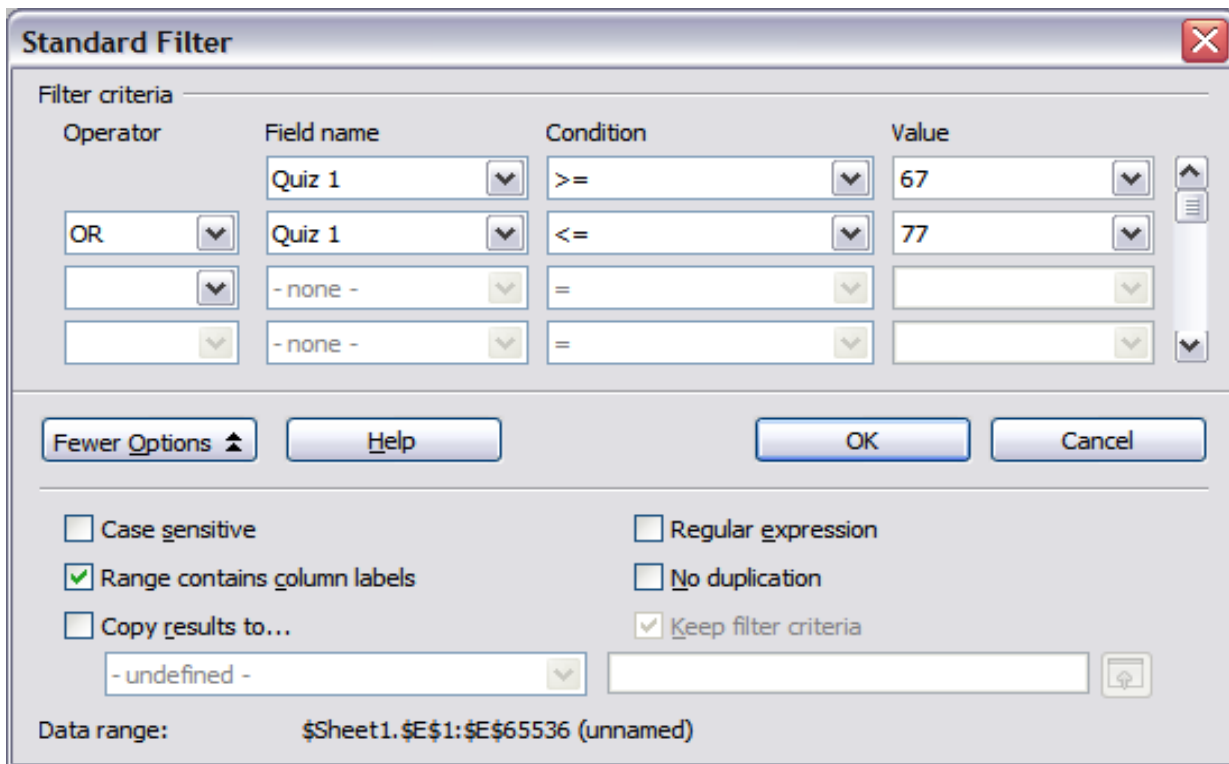 Standard Filter
Filter criteria
Operator Field name Condition Value
Quiz 1 >= 67
OR Quiz 1 <= 77
- none - =
- none - =
Fewer Options Help OK Cancel
Case sensitive Regular expression
Range contains column labels No duplication
Copy results to... Keep filter criteria
- undefined -
Data range: $Sheet1.$E$1:$E$65536 (unnamed)